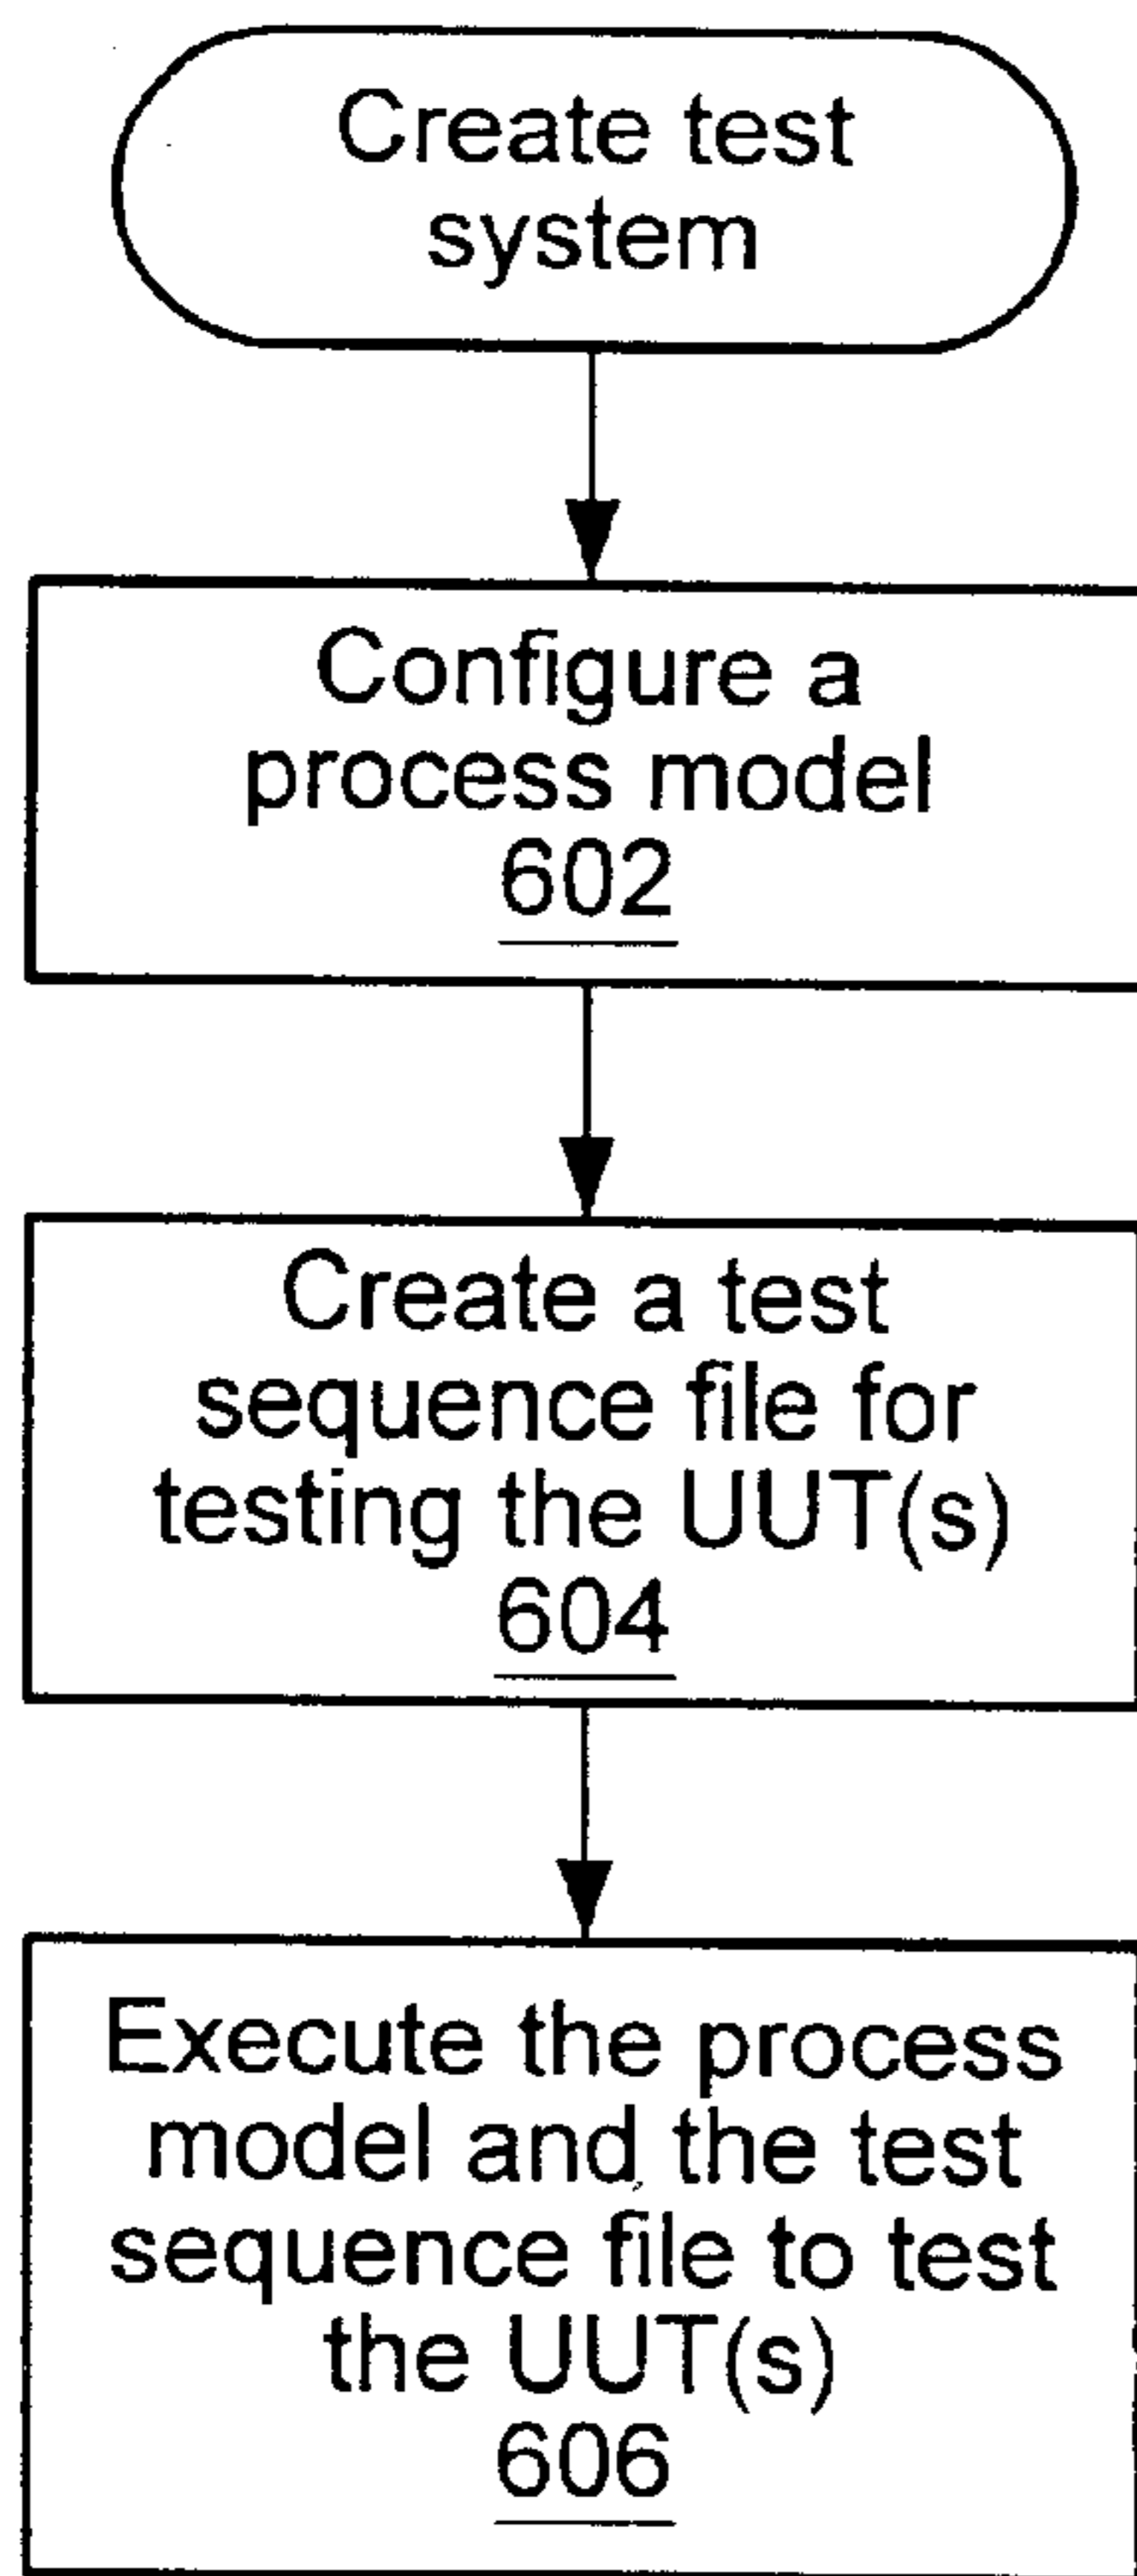 Create test
system
Configure a
process model
602
Create a test
sequence file for
testing the UUT(s)
604
Execute the process
model and the test
sequence file to test
the UUT(s)
606